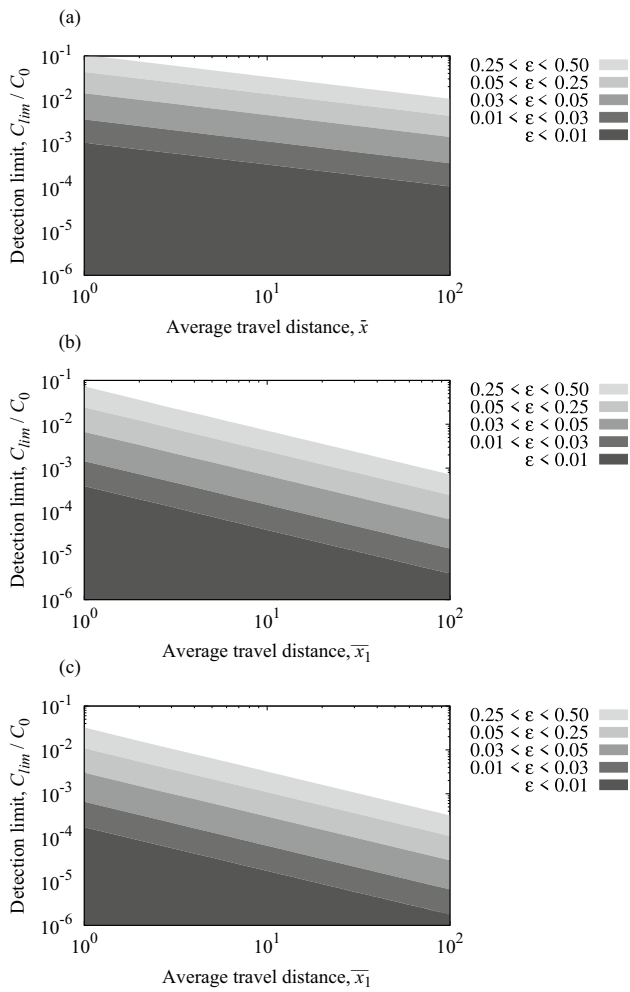 (a)
Detection limit, C_lim / C_0
10^-1
10^-2
10^-3
10^-4
10^-5
10^-6
10^0
10^1
10^2
Average travel distance, x̄
0.25 < ε < 0.50
0.05 < ε < 0.25
0.03 < ε < 0.05
0.01 < ε < 0.03
ε < 0.01
(b)
Detection limit, C_lim / C_0
10^-1
10^-2
10^-3
10^-4
10^-5
10^-6
10^0
10^1
10^2
Average travel distance, x̄_1
0.25 < ε < 0.50
0.05 < ε < 0.25
0.03 < ε < 0.05
0.01 < ε < 0.03
ε < 0.01
(c)
Detection limit, C_lim / C_0
10^-1
10^-2
10^-3
10^-4
10^-5
10^-6
10^0
10^1
10^2
Average travel distance, x̄_1
0.25 < ε < 0.50
0.05 < ε < 0.25
0.03 < ε < 0.05
0.01 < ε < 0.03
ε < 0.01